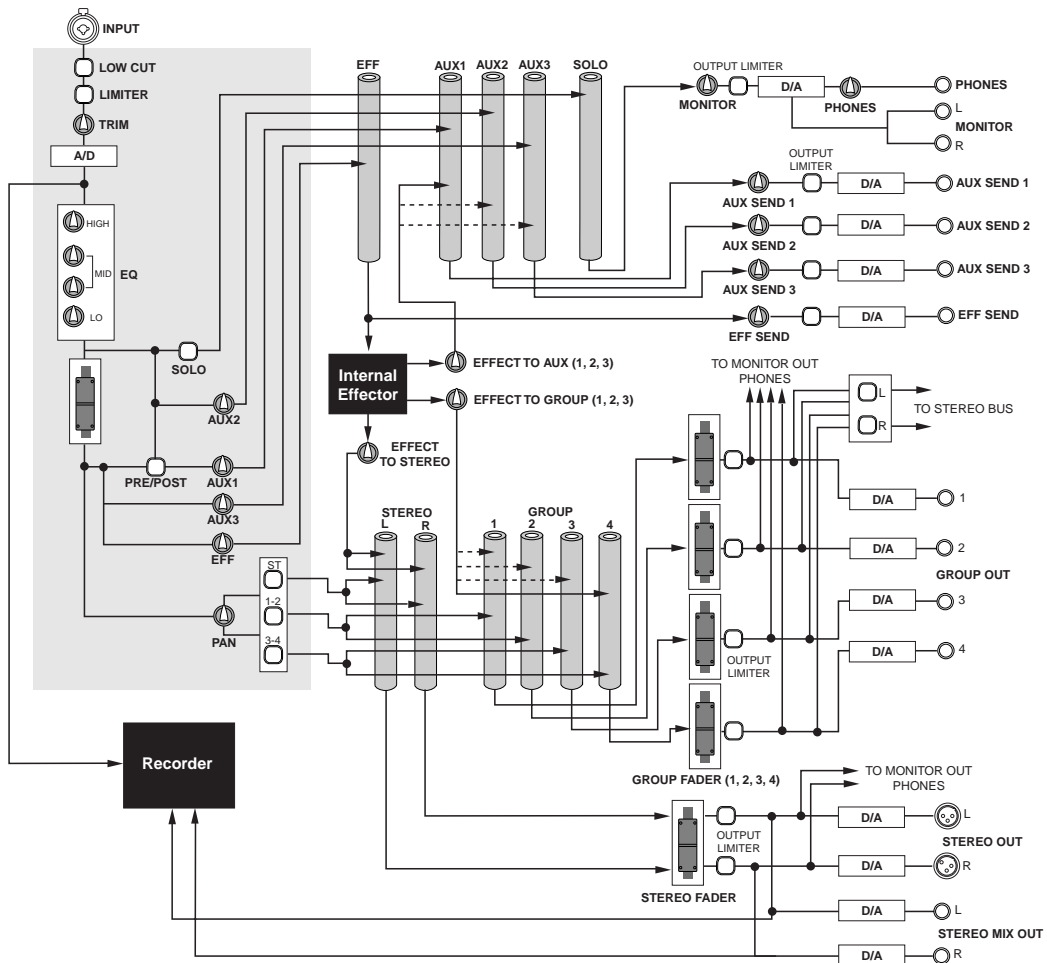 INPUT
LOW CUT
LIMITER
TRIM
A/D
HIGH
MID
EQ
LO
SOLO
AUX2
PRE/POST
AUX1
AUX3
EFF
ST
1-2
3-4
PAN
EFF
AUX1
AUX2
AUX3
SOLO
OUTPUT LIMITER
MONITOR
D/A
PHONES
PHONES
L
MONITOR
R
OUTPUT
LIMITER
AUX SEND 1
D/A
AUX SEND 1
AUX SEND 2
D/A
AUX SEND 2
AUX SEND 3
D/A
AUX SEND 3
EFF SEND
D/A
EFF SEND
Internal
Effector
EFFECT TO AUX (1, 2, 3)
EFFECT TO GROUP (1, 2, 3)
EFFECT
TO STEREO
TO MONITOR OUT
PHONES
L
R
TO STEREO BUS
STEREO
L
R
GROUP
1
2
3
4
D/A
1
D/A
2
GROUP OUT
D/A
3
D/A
4
OUTPUT
LIMITER
GROUP FADER (1, 2, 3, 4)
Recorder
TO MONITOR OUT
PHONES
OUTPUT
LIMITER
STEREO FADER
D/A
L
STEREO OUT
D/A
R
D/A
L
STEREO MIX OUT
D/A
R